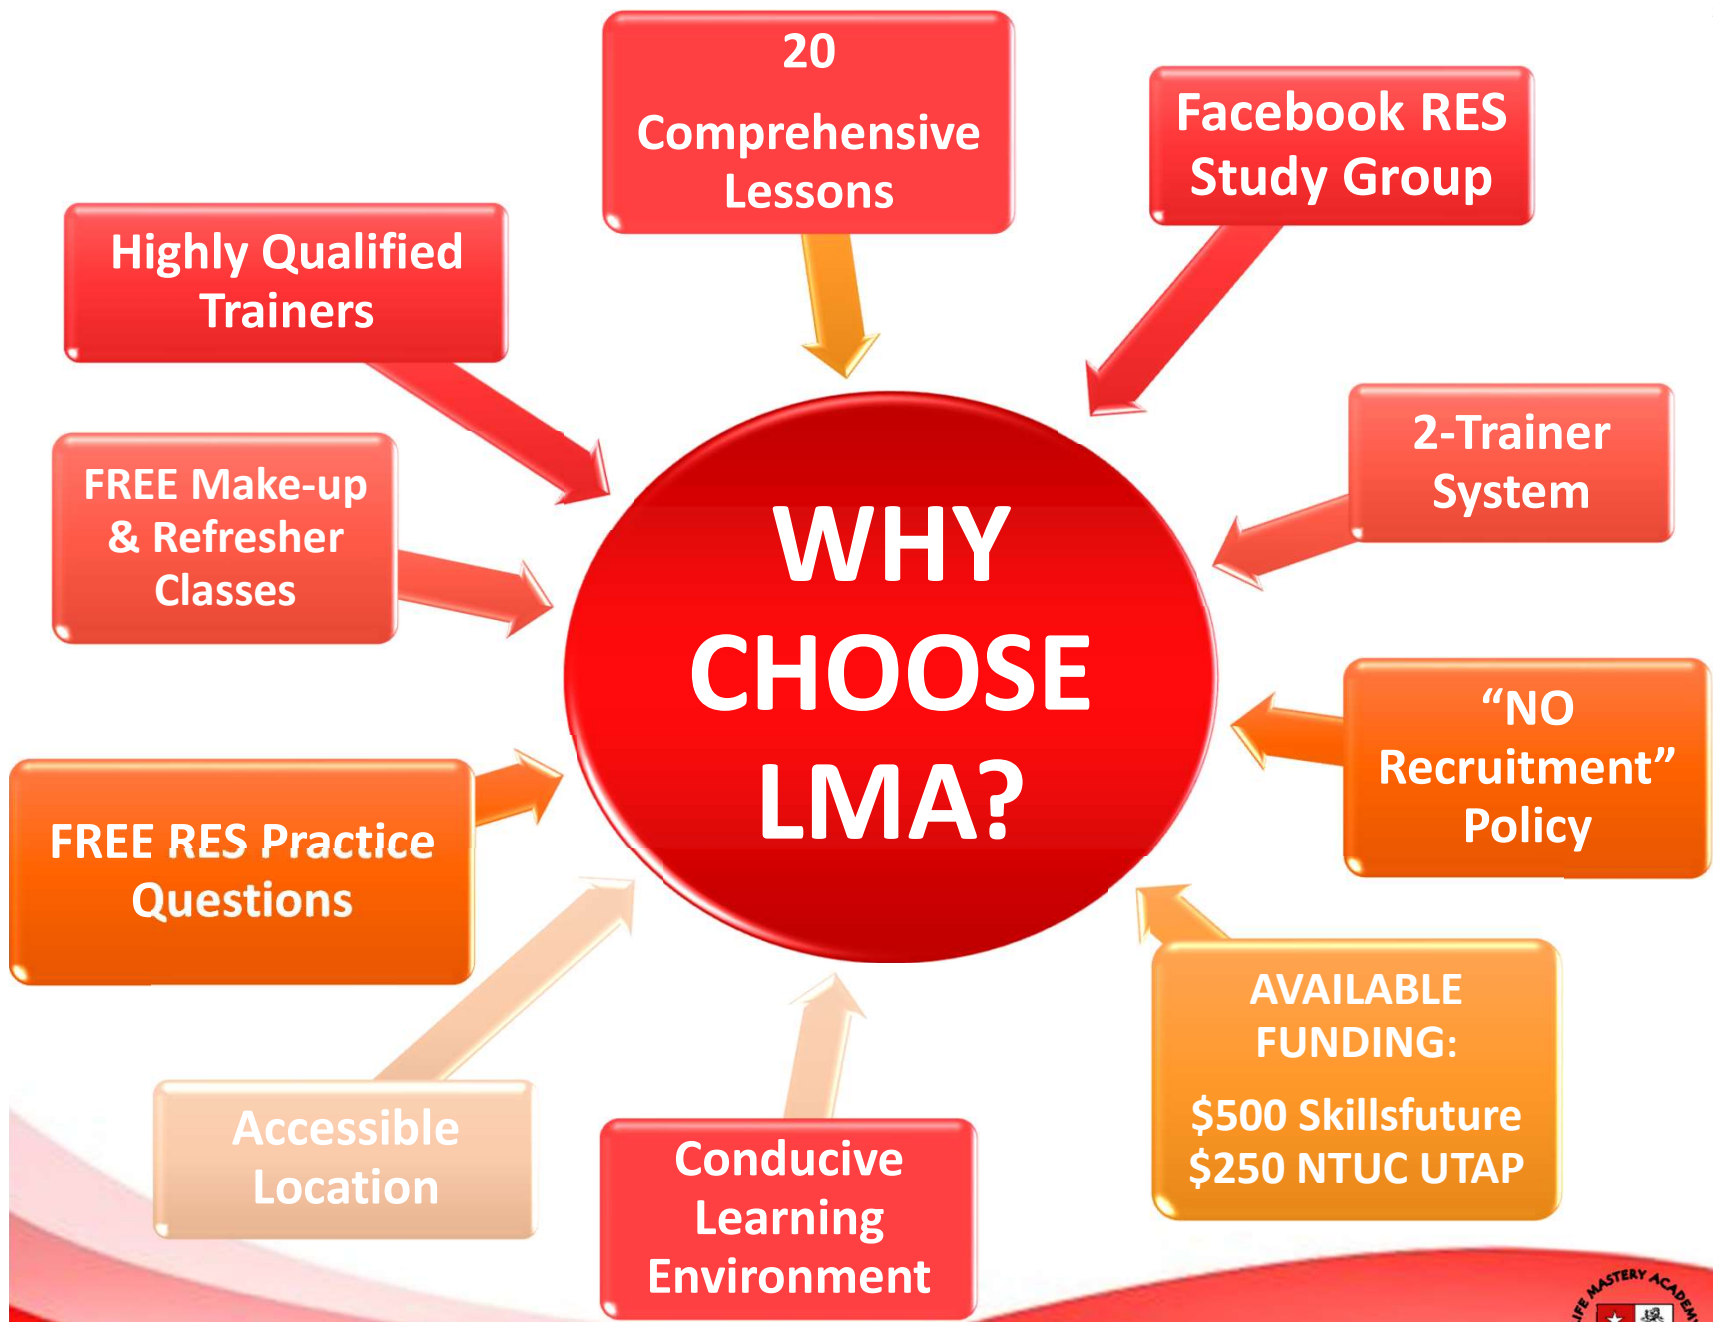 20
Comprehensive
Lessons
Facebook RES
Study Group
Highly Qualified
Trainers
2-Trainer
System
FREE Make-up
& Refresher
Classes
WHY
CHOOSE
LMA?
“NO
Recruitment”
Policy
FREE RES Practice
Questions
AVAILABLE
FUNDING:
$500 Skillsfuture
$250 NTUC UTAP
Accessible
Location
Conducive
Learning
Environment
MASTERY